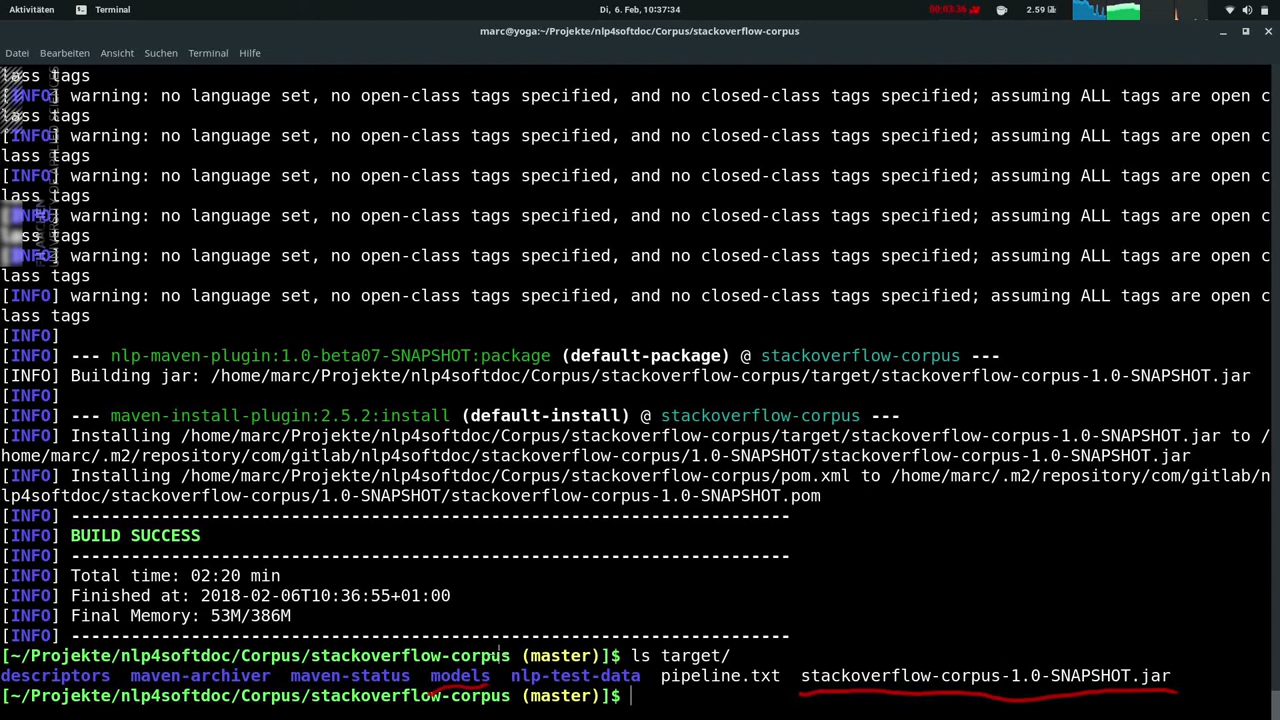 Aktivitäten Terminal Di, 6. Feb, 10:37:34 00:03:36 2.59
marc@yoga:~/Projekte/nlp4softdoc/Corpus/stackoverflow-corpus
Datei Bearbeiten Ansicht Suchen Terminal Hilfe
lass tags
[INFO] warning: no language set, no open-class tags specified, and no closed-class tags specified; assuming ALL tags are open c
lass tags
[INFO] warning: no language set, no open-class tags specified, and no closed-class tags specified; assuming ALL tags are open c
lass tags
[INFO] warning: no language set, no open-class tags specified, and no closed-class tags specified; assuming ALL tags are open c
lass tags
[INFO] warning: no language set, no open-class tags specified, and no closed-class tags specified; assuming ALL tags are open c
lass tags
[INFO] warning: no language set, no open-class tags specified, and no closed-class tags specified; assuming ALL tags are open c
lass tags
[INFO] warning: no language set, no open-class tags specified, and no closed-class tags specified; assuming ALL tags are open c
lass tags
[INFO]
[INFO] --- nlp-maven-plugin:1.0-beta07-SNAPSHOT:package (default-package) @ stackoverflow-corpus ---
[INFO] Building jar: /home/marc/Projekte/nlp4softdoc/Corpus/stackoverflow-corpus/target/stackoverflow-corpus-1.0-SNAPSHOT.jar
[INFO]
[INFO] --- maven-install-plugin:2.5.2:install (default-install) @ stackoverflow-corpus ---
[INFO] Installing /home/marc/Projekte/nlp4softdoc/Corpus/stackoverflow-corpus/target/stackoverflow-corpus-1.0-SNAPSHOT.jar to /
home/marc/.m2/repository/com/gitlab/nlp4softdoc/stackoverflow-corpus/1.0-SNAPSHOT/stackoverflow-corpus-1.0-SNAPSHOT.jar
[INFO] Installing /home/marc/Projekte/nlp4softdoc/Corpus/stackoverflow-corpus/pom.xml to /home/marc/.m2/repository/com/gitlab/n
lp4softdoc/stackoverflow-corpus/1.0-SNAPSHOT/stackoverflow-corpus-1.0-SNAPSHOT.pom
[INFO] ------------------------------------------------------------------------
[INFO] BUILD SUCCESS
[INFO] ------------------------------------------------------------------------
[INFO] Total time: 02:20 min
[INFO] Finished at: 2018-02-06T10:36:55+01:00
[INFO] Final Memory: 53M/386M
[INFO] ------------------------------------------------------------------------
[~/Projekte/nlp4softdoc/Corpus/stackoverflow-corpus (master)]$ ls target/
descriptors maven-archiver maven-status models nlp-test-data pipeline.txt stackoverflow-corpus-1.0-SNAPSHOT.jar
[~/Projekte/nlp4softdoc/Corpus/stackoverflow-corpus (master)]$